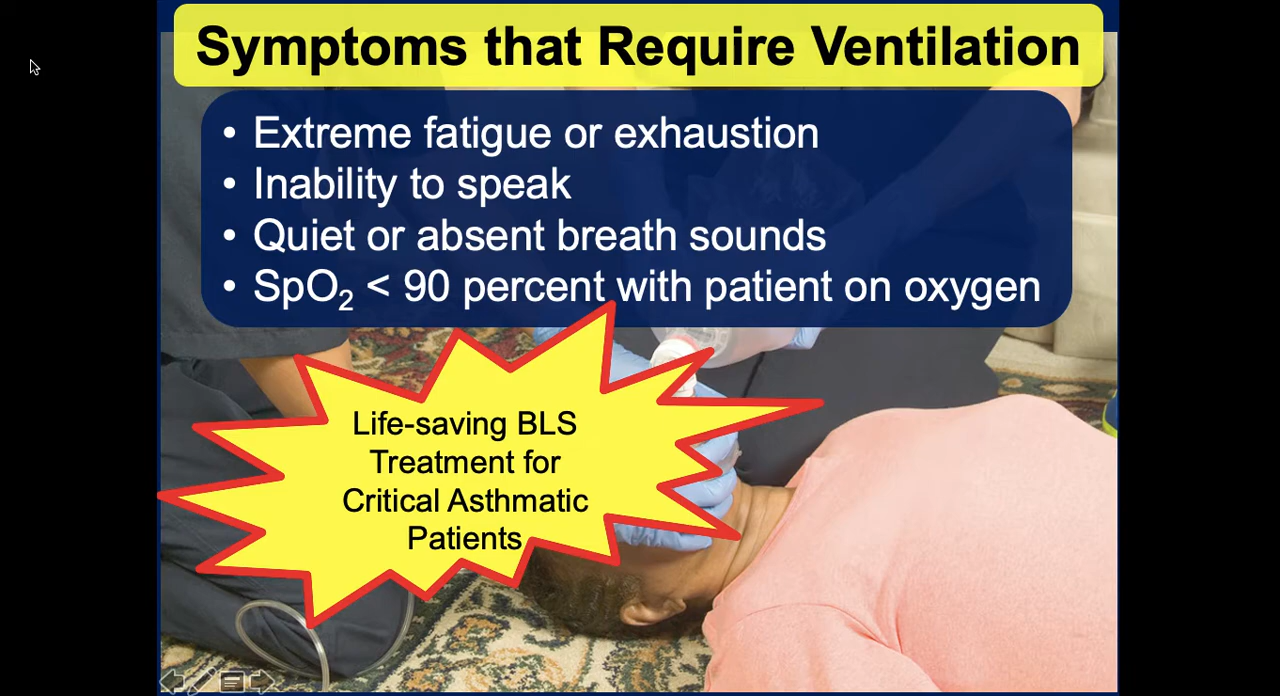 Symptoms that Require Ventilation
• Extreme fatigue or exhaustion
• Inability to speak
• Quiet or absent breath sounds
• SpO₂ < 90 percent with patient on oxygen
Life-saving BLS
Treatment for
Critical Asthmatic
Patients